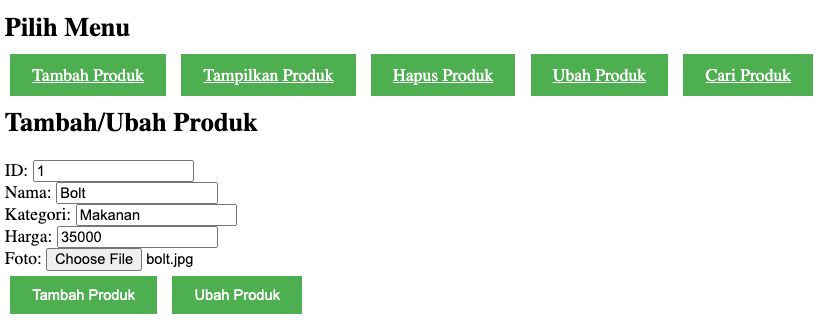 Pilih Menu
Tambah Produk Tampilkan Produk Hapus Produk Ubah Produk Cari Produk
Tambah/Ubah Produk
ID: 1
Nama: Bolt
Kategori: Makanan
Harga: 35000
Foto: Choose File bolt.jpg
Tambah Produk Ubah Produk